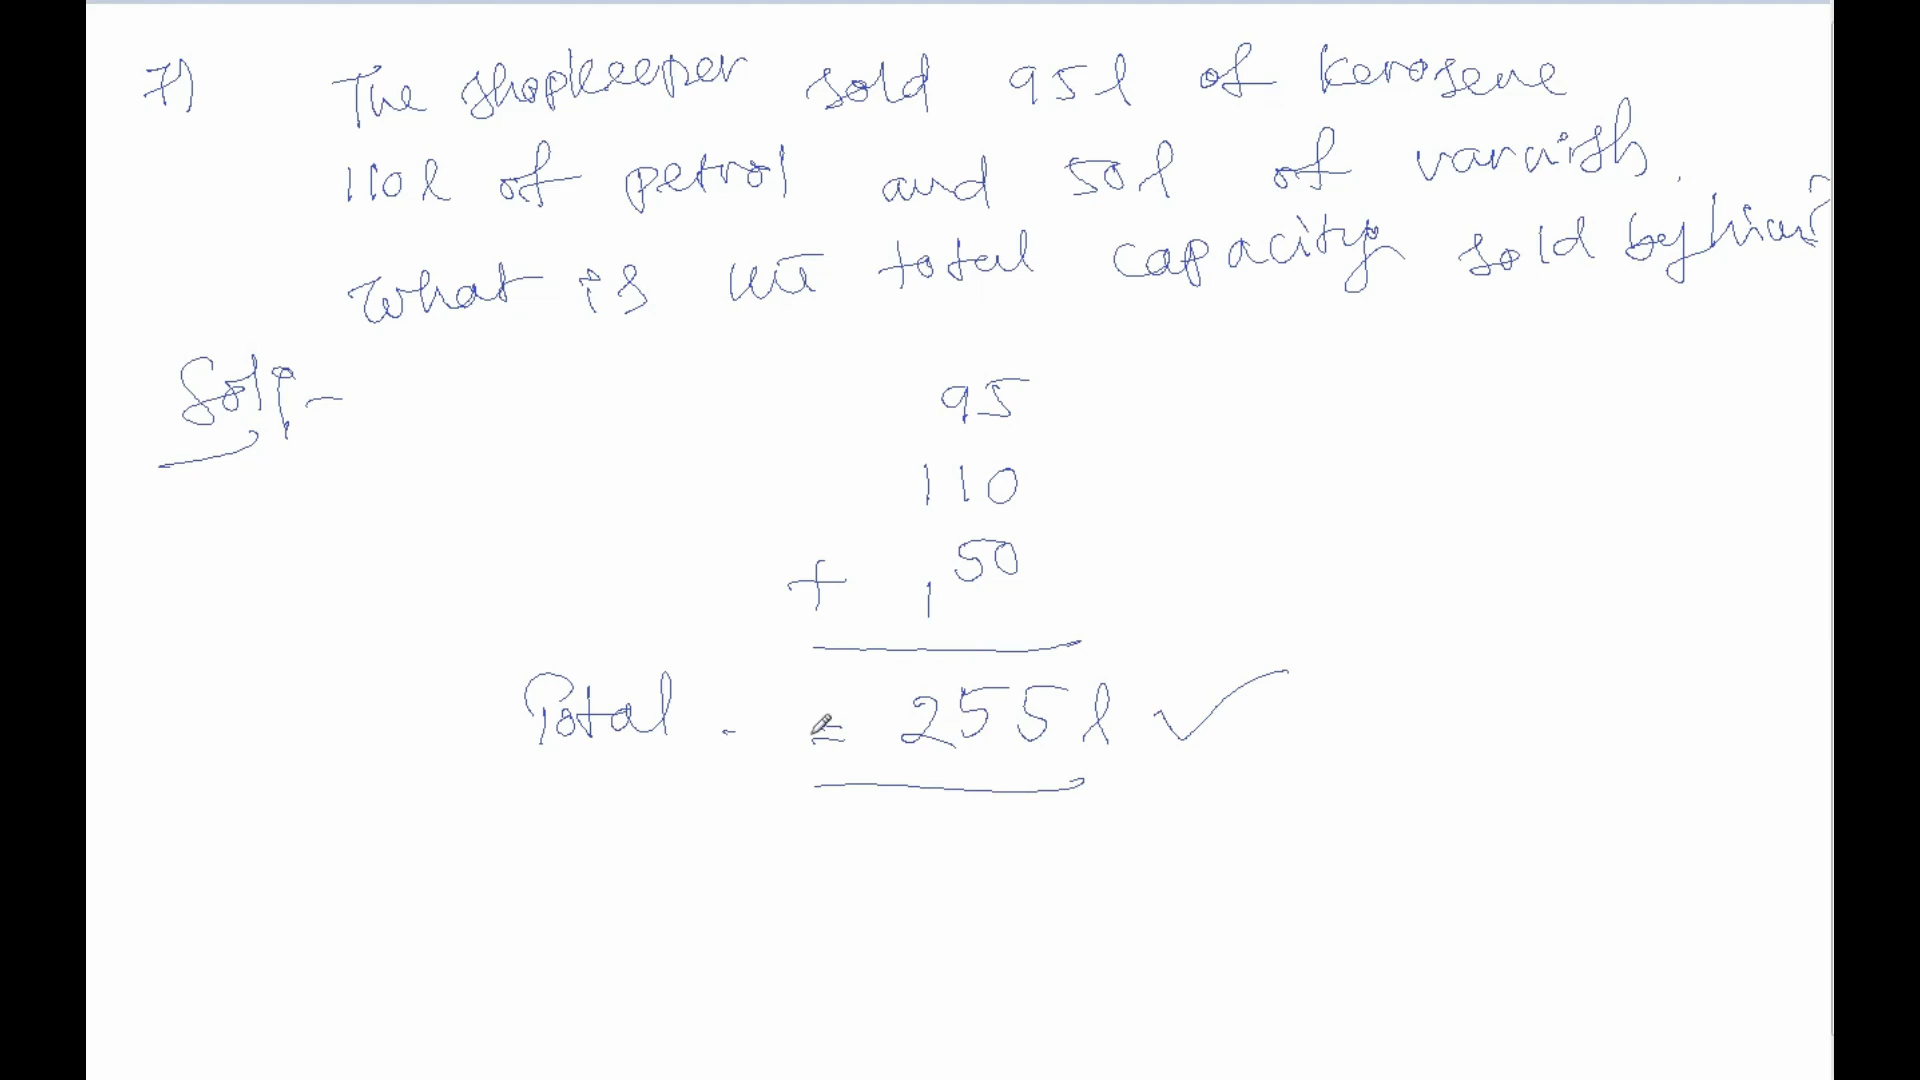 7) The shopkeeper sold 95l of kerosene
110l of petrol and 50l of varnish.
What is the total capacity sold by him?
Sol:-
95
110
+ 50
1
Total = 255l ✓